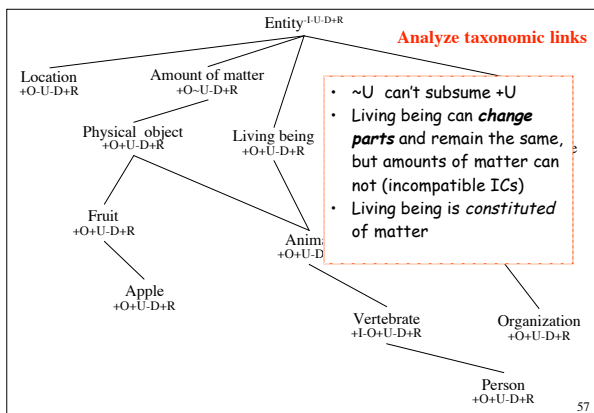 Entity-I-U-D+R
Analyze taxonomic links
Location
+O-U-D+R
Amount of matter
+O~U-D+R
Physical object
+O+U-D+R
Living being
+O+U-D+R
• ~U can't subsume +U
• Living being can change
parts and remain the same,
but amounts of matter can
not (incompatible ICs)
• Living being is constituted
of matter
Fruit
+O+U-D+R
Anima
+O+U-D
Apple
+O+U-D+R
Vertebrate
+I-O+U-D+R
Organization
+O+U-D+R
Person
+O+U-D+R
57